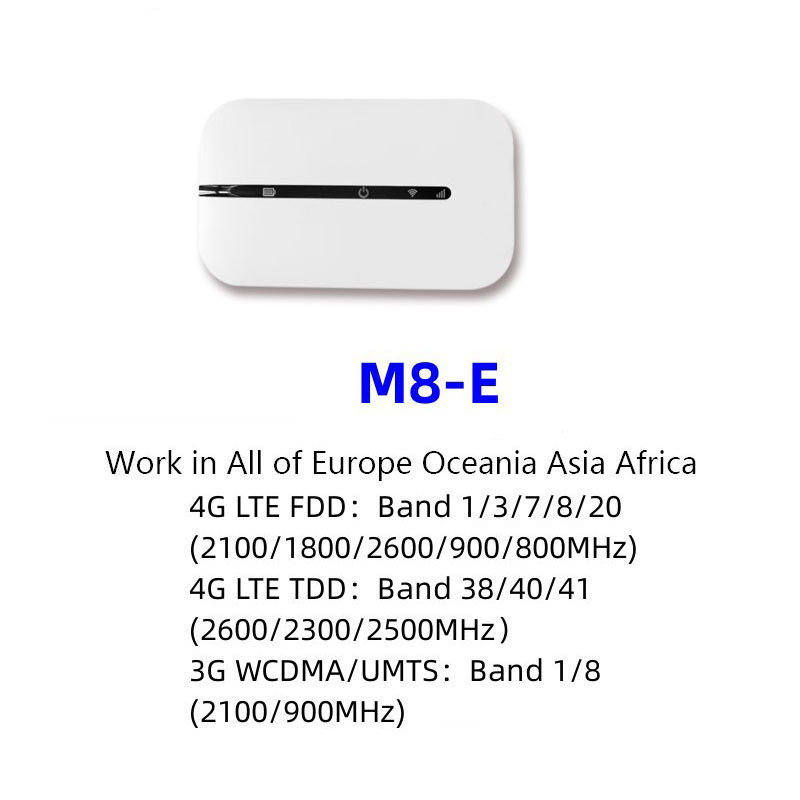 M8-E
Work in All of Europe Oceania Asia Africa
4G LTE FDD：Band 1/3/7/8/20
(2100/1800/2600/900/800MHz)
4G LTE TDD：Band 38/40/41
(2600/2300/2500MHz)
3G WCDMA/UMTS：Band 1/8
(2100/900MHz)